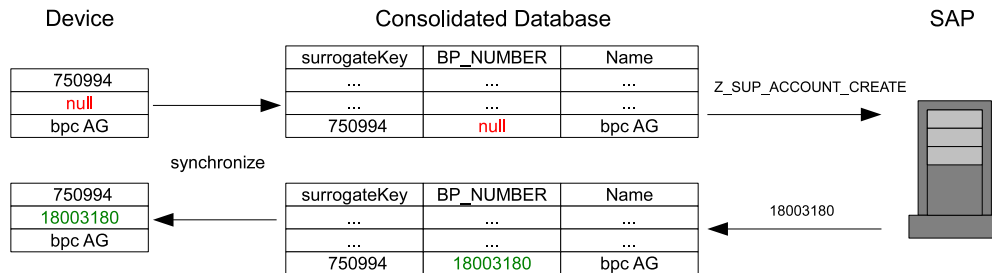 Device Consolidated Database SAP
surrogateKey BP_NUMBER Name
750994 ... ... ...
null ... ... ... Z_SUP_ACCOUNT_CREATE
bpc AG 750994 null bpc AG
synchronize
750994 surrogateKey BP_NUMBER Name
18003180 ... ... ... 18003180
bpc AG ... ... ...
750994 18003180 bpc AG